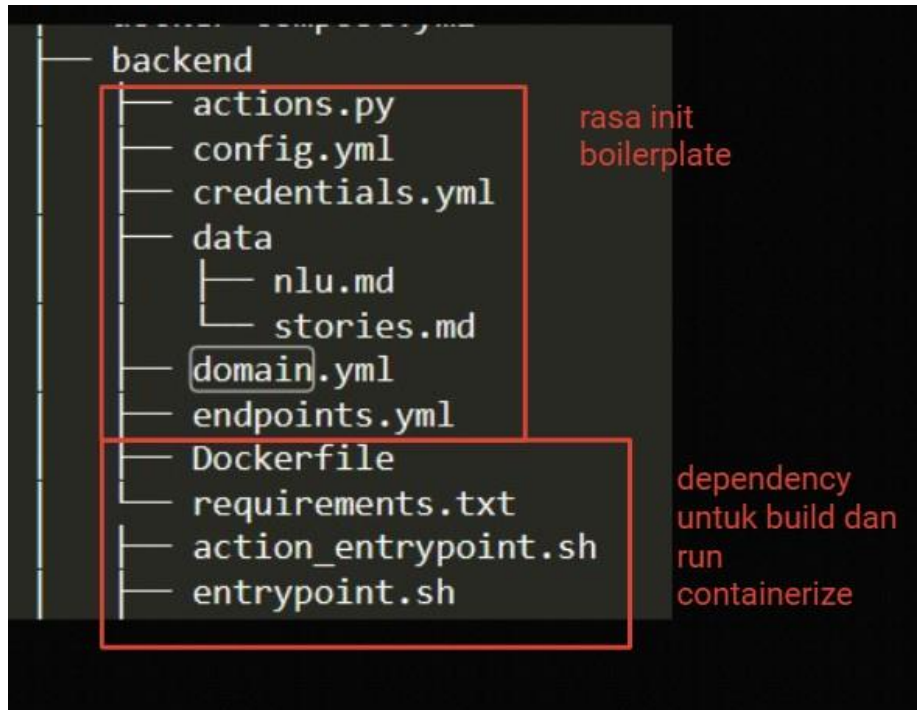 backend
actions.py
config.yml
credentials.yml
data
nlu.md
stories.md
domain.yml
endpoints.yml
Dockerfile
requirements.txt
action_entrypoint.sh
entrypoint.sh
rasa init
boilerplate
dependency
untuk build dan
run
containerize